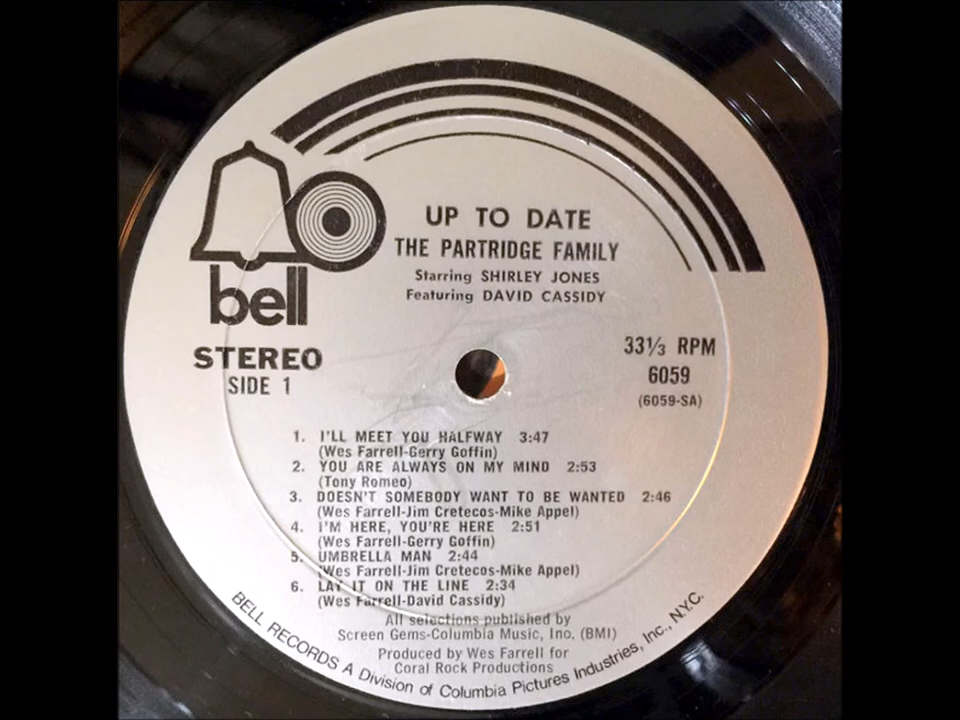 UP TO DATE
THE PARTRIDGE FAMILY
Starring SHIRLEY JONES
Featuring DAVID CASSIDY
bell
STEREO
SIDE 1
33⅓ RPM
6059
(6059-SA)
1. I'LL MEET YOU HALFWAY 3:47
(Wes Farrell-Gerry Goffin)
2. YOU ARE ALWAYS ON MY MIND 2:53
(Tony Romeo)
3. DOESN'T SOMEBODY WANT TO BE WANTED 2:46
(Wes Farrell-Jim Cretecos-Mike Appel)
4. I'M HERE, YOU'RE HERE 2:51
(Wes Farrell-Gerry Goffin)
5. UMBRELLA MAN 2:44
(Wes Farrell-Jim Cretecos-Mike Appel)
6. LAY IT ON THE LINE 2:34
(Wes Farrell-David Cassidy)
All selections published by
Screen Gems-Columbia Music, Inc. (BMI)
Produced by Wes Farrell for
Coral Rock Productions
BELL RECORDS A Division of Columbia Pictures Industries, Inc., N.Y.C.